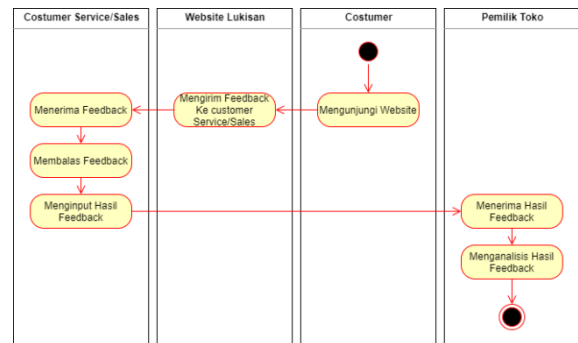 Costumer Service/Sales
Website Lukisan
Costumer
Pemilik Toko
Menerima Feedback
Mengirim Feedback
Ke customer
Service/Sales
Mengunjungi Website
Membalas Feedback
Menginput Hasil
Feedback
Menerima Hasil
Feedback
Menganalisis Hasil
Feedback